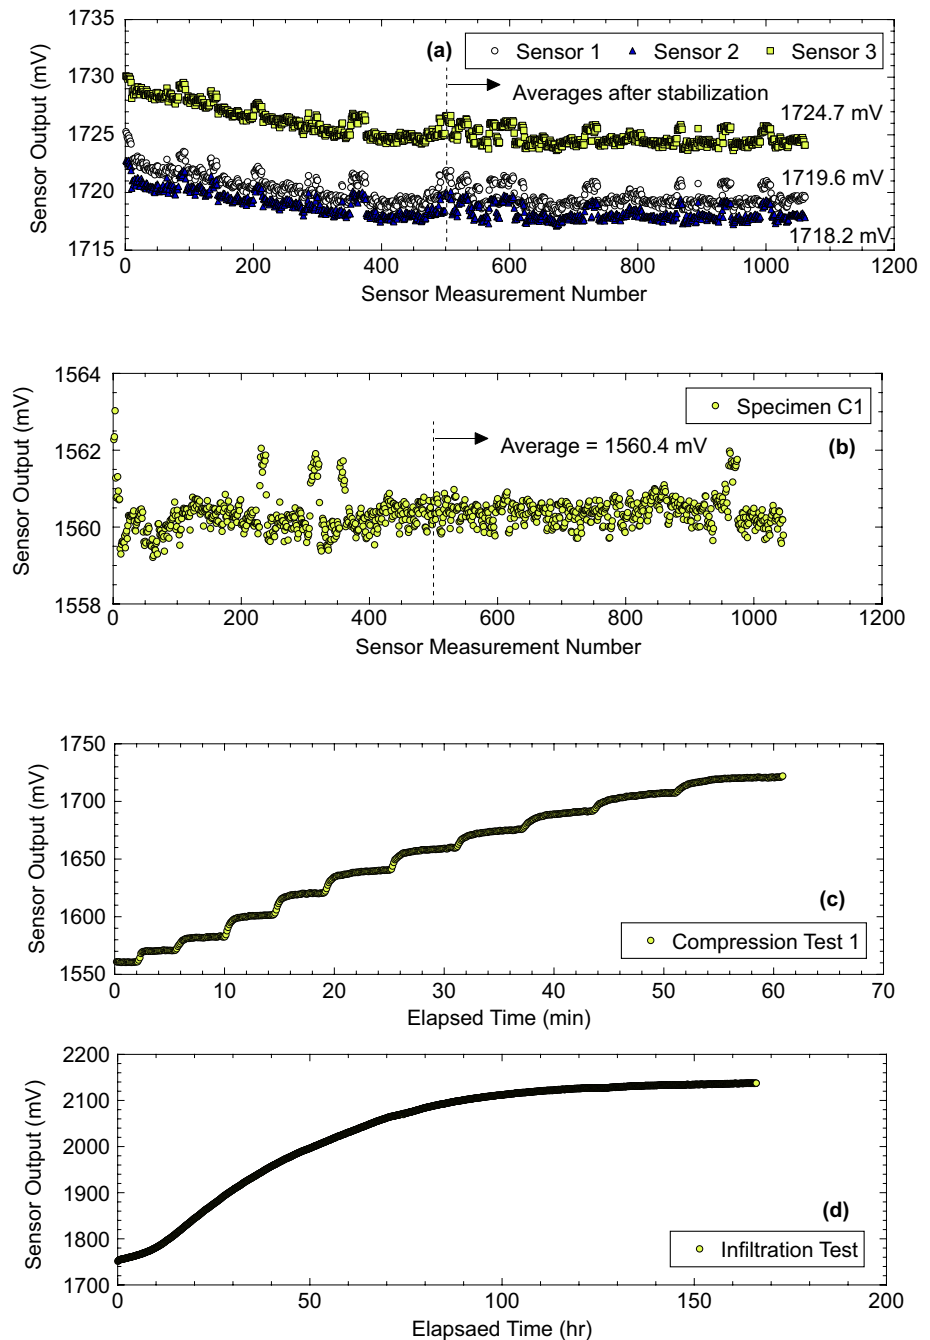 1735
1730
1725
1720
1715
Sensor Output (mV)
(a)
Sensor 1
Sensor 2
Sensor 3
Averages after stabilization
1724.7 mV
1719.6 mV
1718.2 mV
0 200 400 600 800 1000 1200
Sensor Measurement Number
1564
1562
1560
1558
Sensor Output (mV)
Specimen C1
Average = 1560.4 mV
(b)
0 200 400 600 800 1000 1200
Sensor Measurement Number
1750
1700
1650
1600
1550
Sensor Output (mV)
(c)
Compression Test 1
0 10 20 30 40 50 60 70
Elapsed Time (min)
2200
2100
2000
1900
1800
1700
Sensor Output (mV)
(d)
Infiltration Test
0 50 100 150 200
Elapsaed Time (hr)